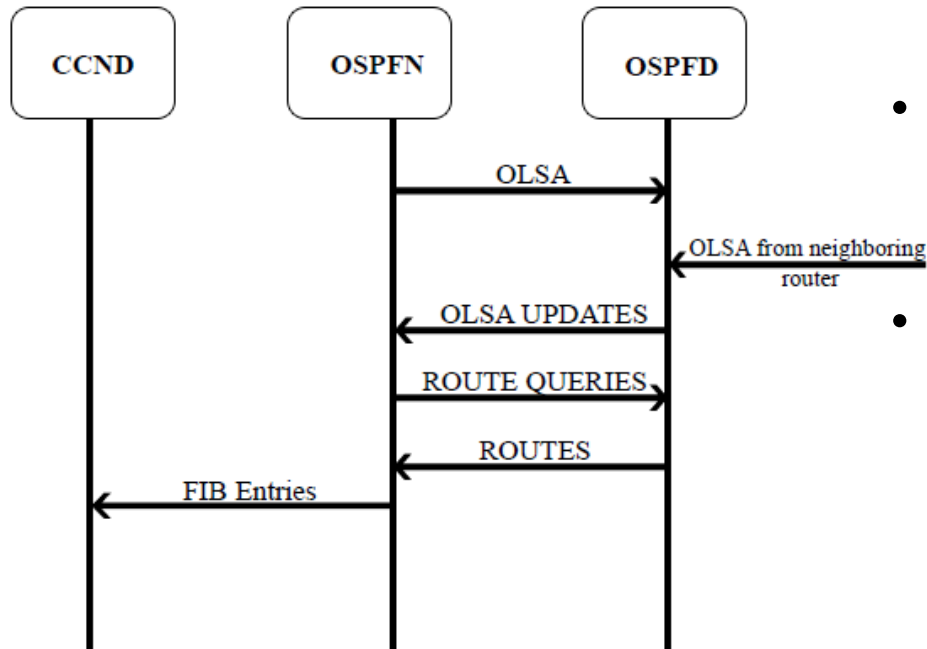 CCND
OSPFN
OSPFD
OLSA
OLSA from neighboring
router
OLSA UPDATES
ROUTE QUERIES
ROUTES
FIB Entries